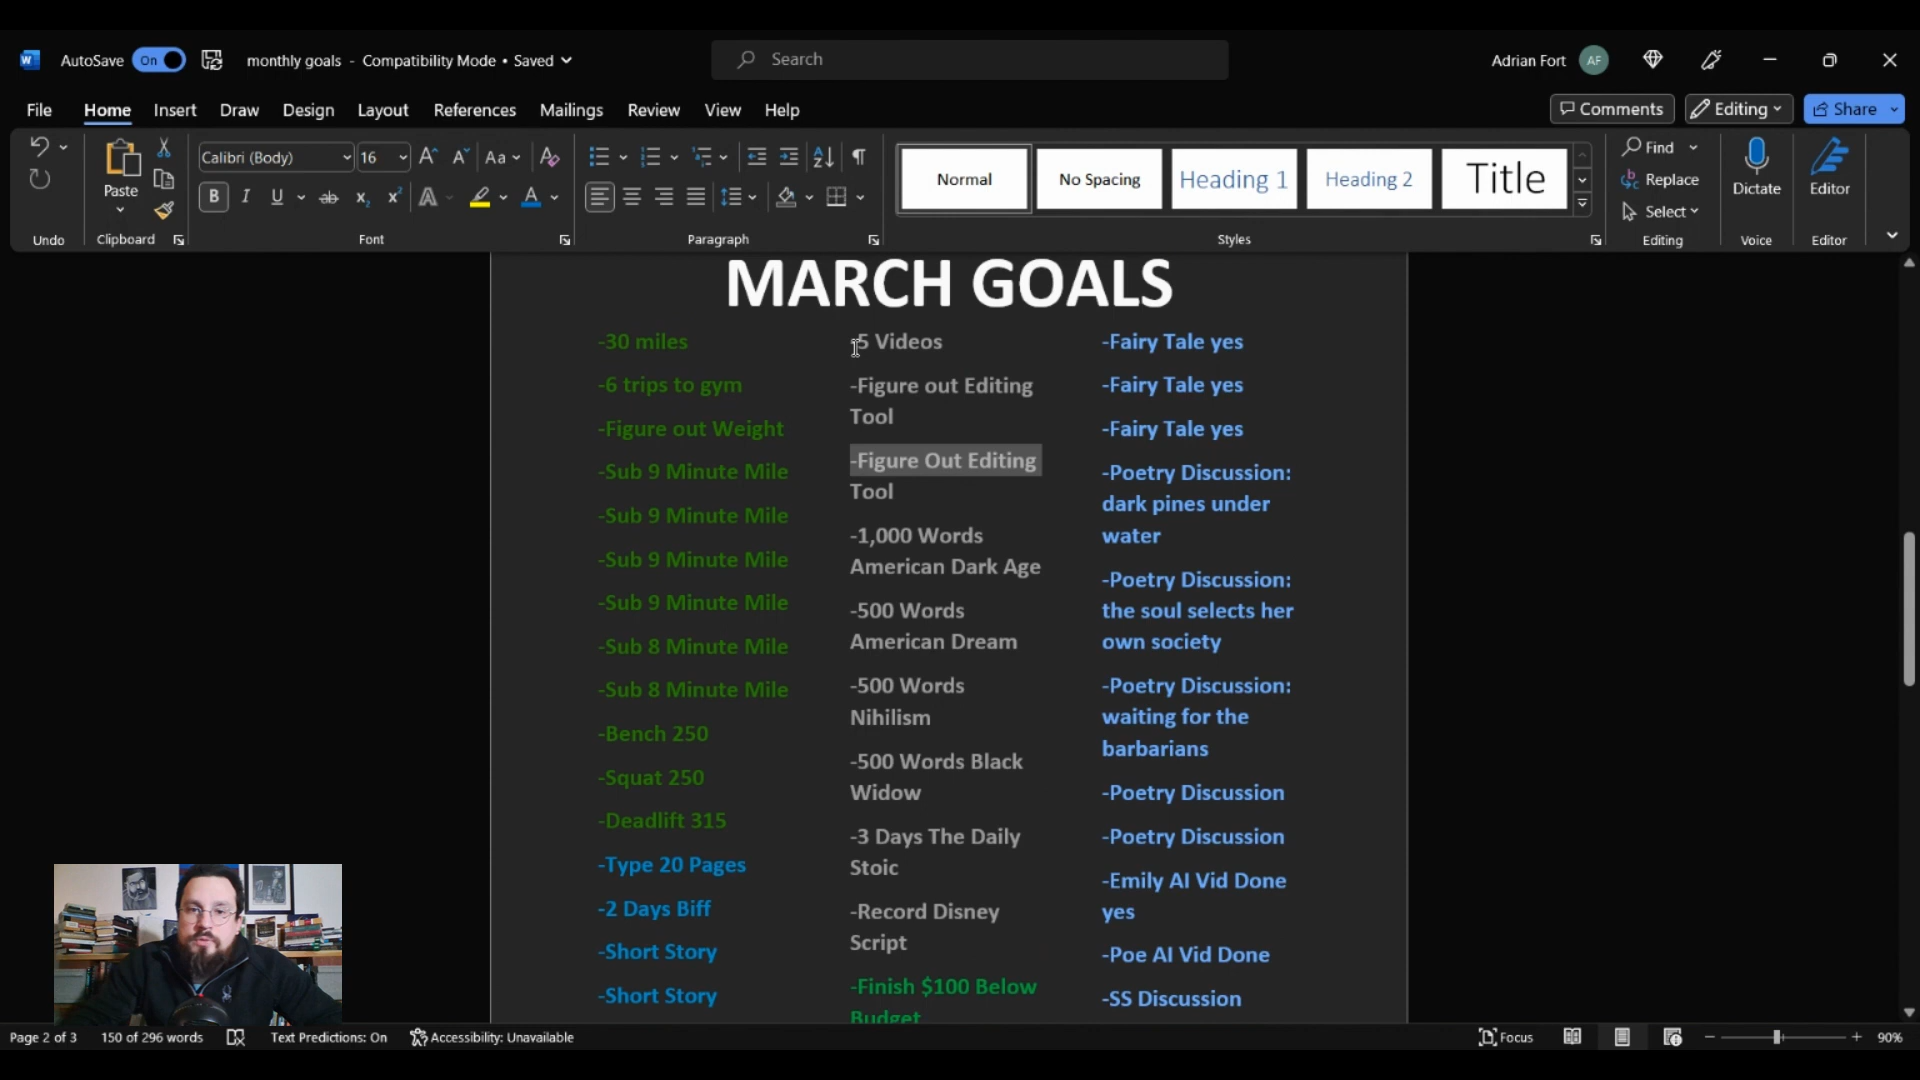 AutoSave On monthly goals - Compatibility Mode • Saved Search Adrian Fort AF
File Home Insert Draw Design Layout References Mailings Review View Help Comments Editing Share
Calibri (Body) 16 Aa
Paste
B I U ab
Normal No Spacing Heading 1 Heading 2 Title
Find
Replace
Select
Dictate Editor
Undo Clipboard Font Paragraph Styles Editing Voice Editor
MARCH GOALS
-30 miles
-6 trips to gym
-Figure out Weight
-Sub 9 Minute Mile
-Sub 9 Minute Mile
-Sub 9 Minute Mile
-Sub 9 Minute Mile
-Sub 8 Minute Mile
-Sub 8 Minute Mile
-Bench 250
-Squat 250
-Deadlift 315
-Type 20 Pages
-2 Days Biff
-Short Story
-Short Story
-5 Videos
-Figure out Editing
Tool
-Figure Out Editing
Tool
-1,000 Words
American Dark Age
-500 Words
American Dream
-500 Words
Nihilism
-500 Words Black
Widow
-3 Days The Daily
Stoic
-Record Disney
Script
-Finish $100 Below
Budget
-Fairy Tale yes
-Fairy Tale yes
-Fairy Tale yes
-Poetry Discussion:
dark pines under
water
-Poetry Discussion:
the soul selects her
own society
-Poetry Discussion:
waiting for the
barbarians
-Poetry Discussion
-Poetry Discussion
-Emily AI Vid Done
yes
-Poe AI Vid Done
-SS Discussion
Page 2 of 3 150 of 296 words Text Predictions: On Accessibility: Unavailable Focus 90%